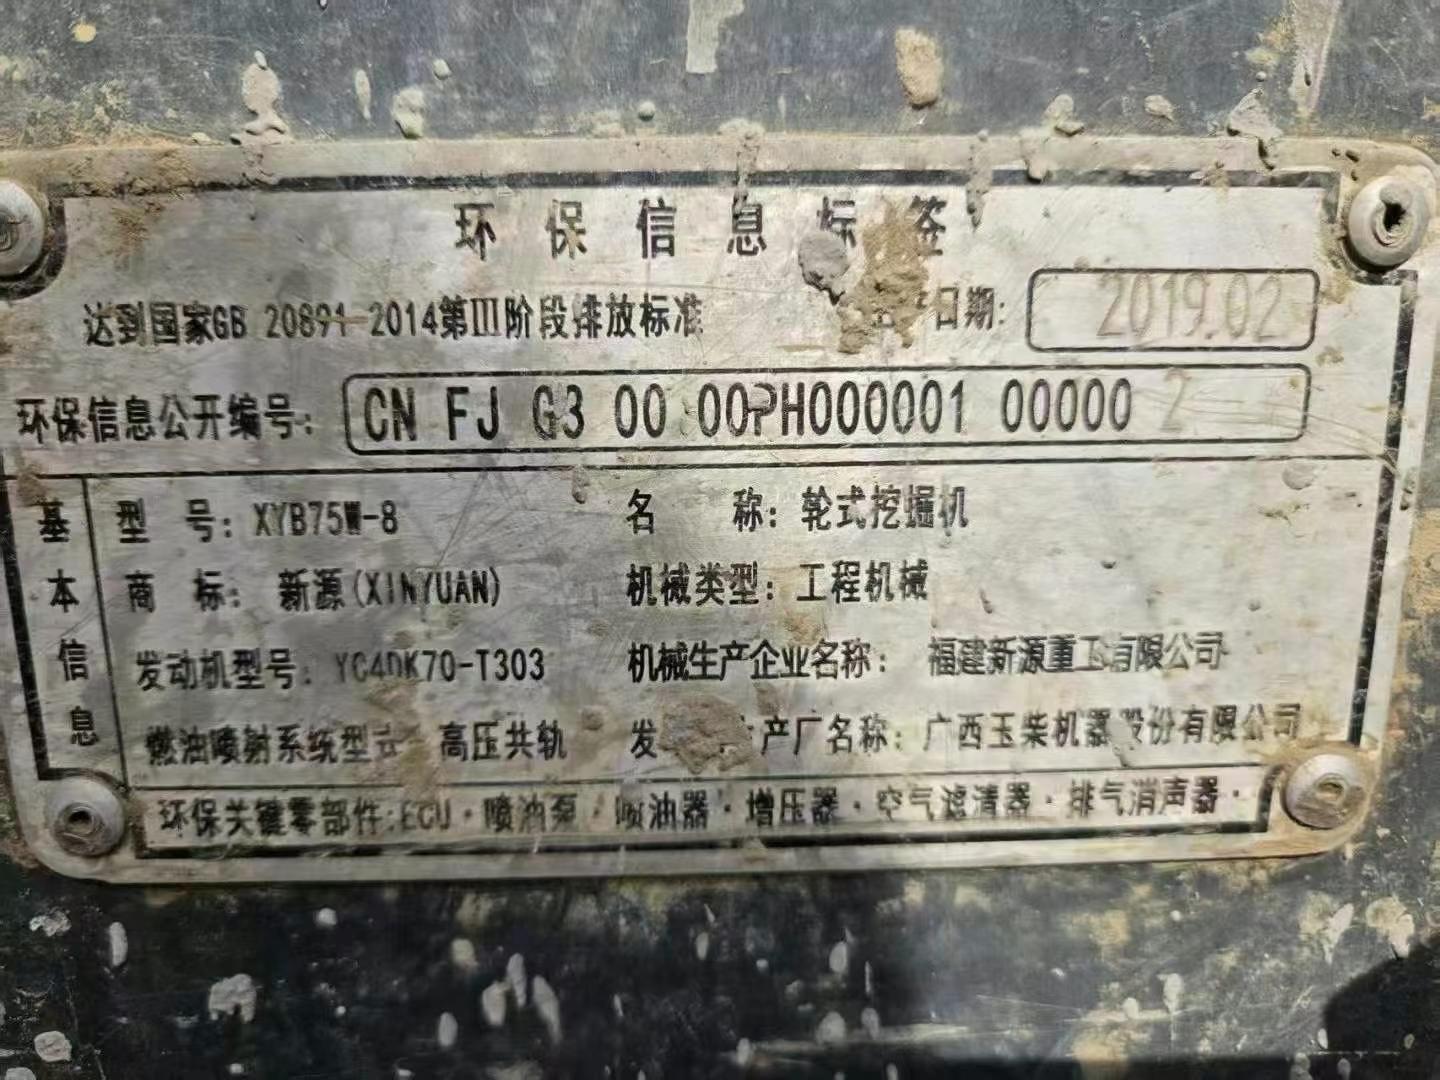 环保信息标签
达到国家GB 20891-2014第III阶段排放标准 日期: 2019.02
环保信息公开编号: CN FJ G3 00 00PH000001 000002
基本信息
型 号: XYB75W-8 名 称: 轮式挖掘机
商 标: 新源(XINYUAN) 机械类型: 工程机械
发动机型号: YC4DK70-T303 机械生产企业名称: 福建新源重工有限公司
燃油喷射系统型式 高压共轨 发 产厂名称: 广西玉柴机器股份有限公司
环保关键零部件:ECU·喷油泵·喷油器·增压器·空气滤清器·排气消声器·